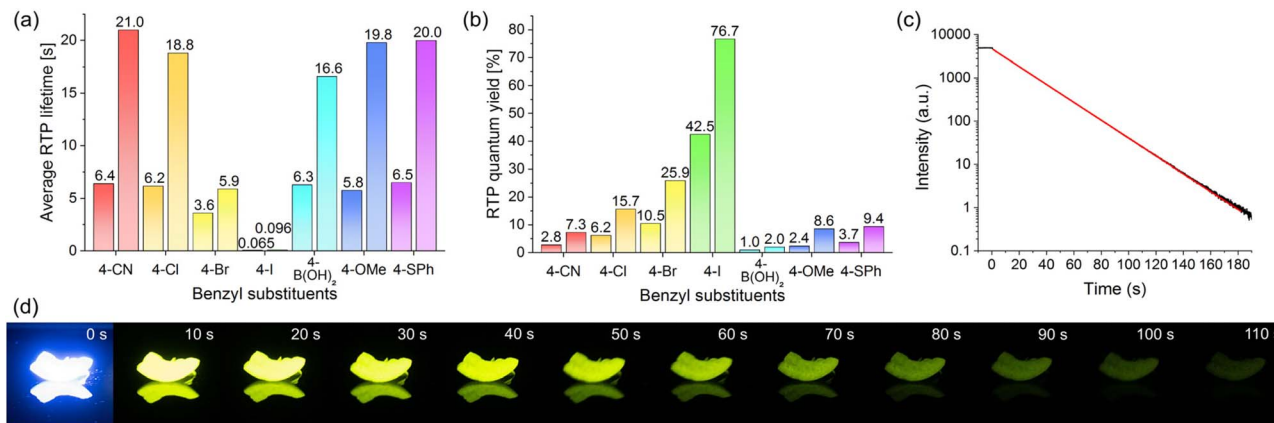 (a)
Average RTP lifetime [s]
20
15
10
5
0
6.4
21.0
6.2
18.8
3.6
5.9
0.065
0.096
6.3
16.6
5.8
19.8
6.5
20.0
4-CN
4-Cl
4-Br
4-I
4-B(OH)₂
4-OMe
4-SPh
Benzyl substituents
(b)
RTP quantum yield [%]
80
70
60
50
40
30
20
10
0
2.8
7.3
6.2
15.7
10.5
25.9
42.5
76.7
1.0
2.0
2.4
8.6
3.7
9.4
4-CN
4-Cl
4-Br
4-I
4-B(OH)₂
4-OMe
4-SPh
Benzyl substituents
(c)
Intensity (a.u.)
10000
1000
100
10
1
0.1
-20 0 20 40 60 80 100 120 140 160 180
Time (s)
(d)
0 s
10 s
20 s
30 s
40 s
50 s
60 s
70 s
80 s
90 s
100 s
110